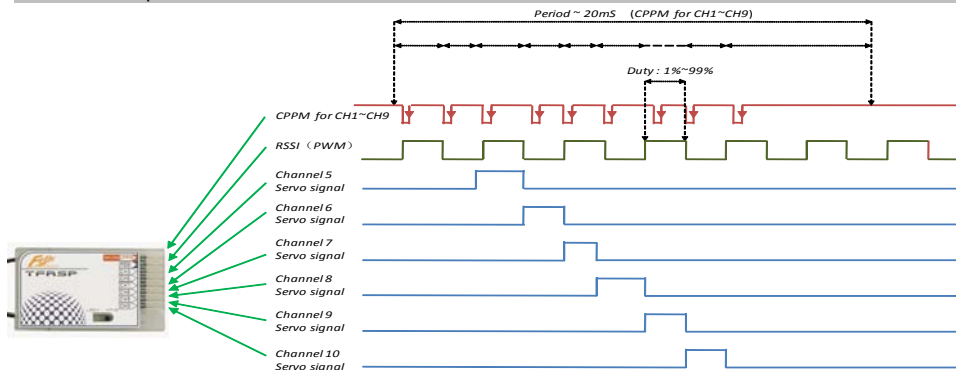 Period ~ 20mS (CPPM for CH1~CH9)
Duty : 1%~99%
CPPM for CH1~CH9
RSSI（PWM）
Channel 5
Servo signal
Channel 6
Servo signal
Channel 7
Servo signal
Channel 8
Servo signal
Channel 9
Servo signal
Channel 10
Servo signal
TFR8SP